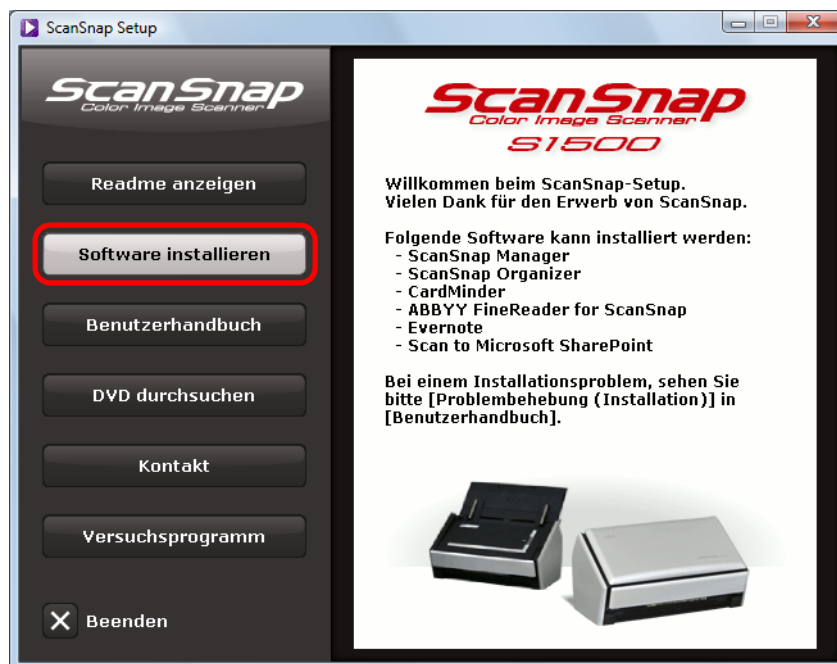 ScanSnap Setup
ScanSnap
Color Image Scanner
Readme anzeigen
Software installieren
Benutzerhandbuch
DVD durchsuchen
Kontakt
Versuchsprogramm
Beenden
ScanSnap
Color Image Scanner
S1500
Willkommen beim ScanSnap-Setup.
Vielen Dank für den Erwerb von ScanSnap.
Folgende Software kann installiert werden:
- ScanSnap Manager
- ScanSnap Organizer
- CardMinder
- ABBYY FineReader for ScanSnap
- Evernote
- Scan to Microsoft SharePoint
Bei einem Installationsproblem, sehen Sie
bitte [Problembehebung (Installation)] in
[Benutzerhandbuch].